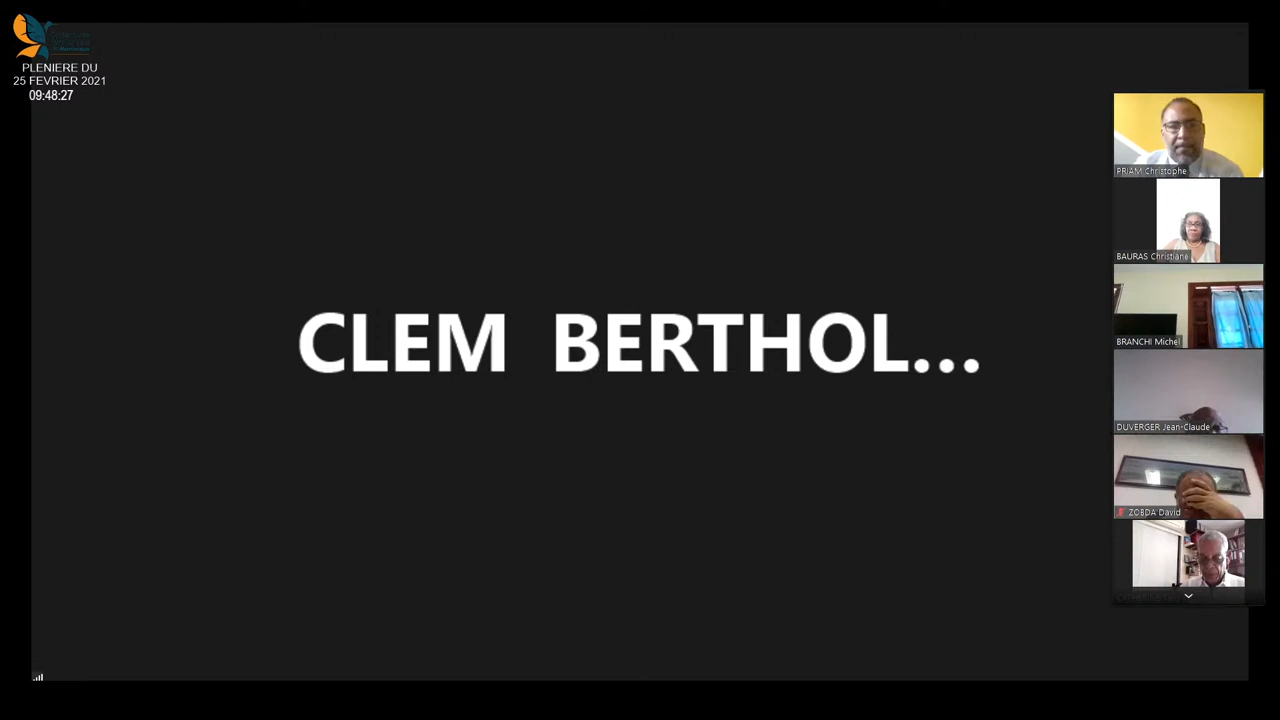 PLENIERE DU
25 FEVRIER 2021
09:48:27
CLEM BERTHOL...
PRIAM Christophe
BAURAS Christiane
BRANCHI Michel
DUVERGER Jean-Claude
ZOBDA David